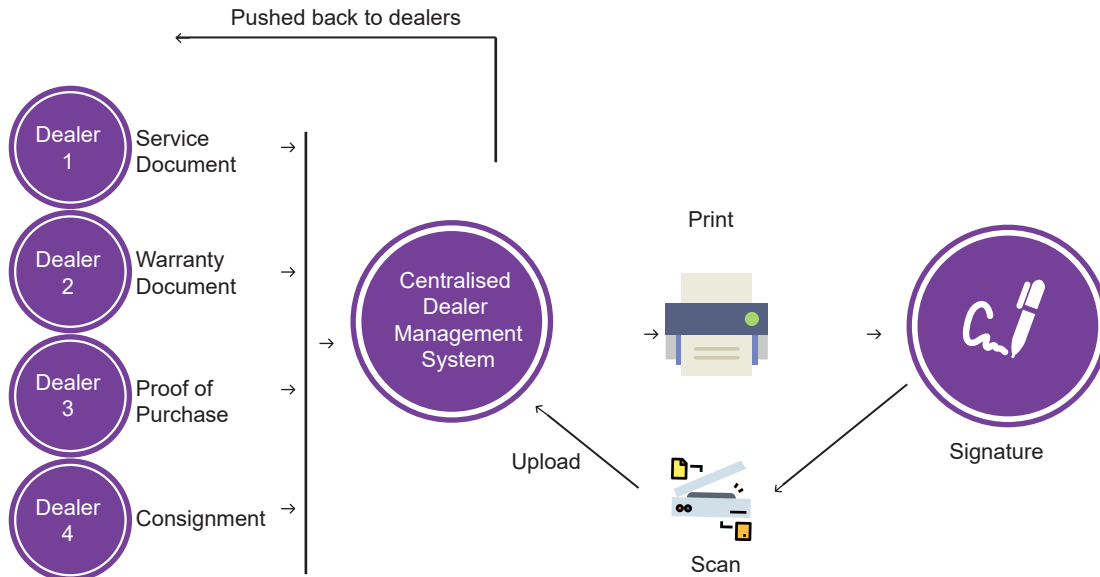 Pushed back to dealers
Dealer
1
Service
Document
Dealer
2
Warranty
Document
Dealer
3
Proof of
Purchase
Dealer
4
Consignment
Centralised
Dealer
Management
System
Print
Signature
Upload
Scan